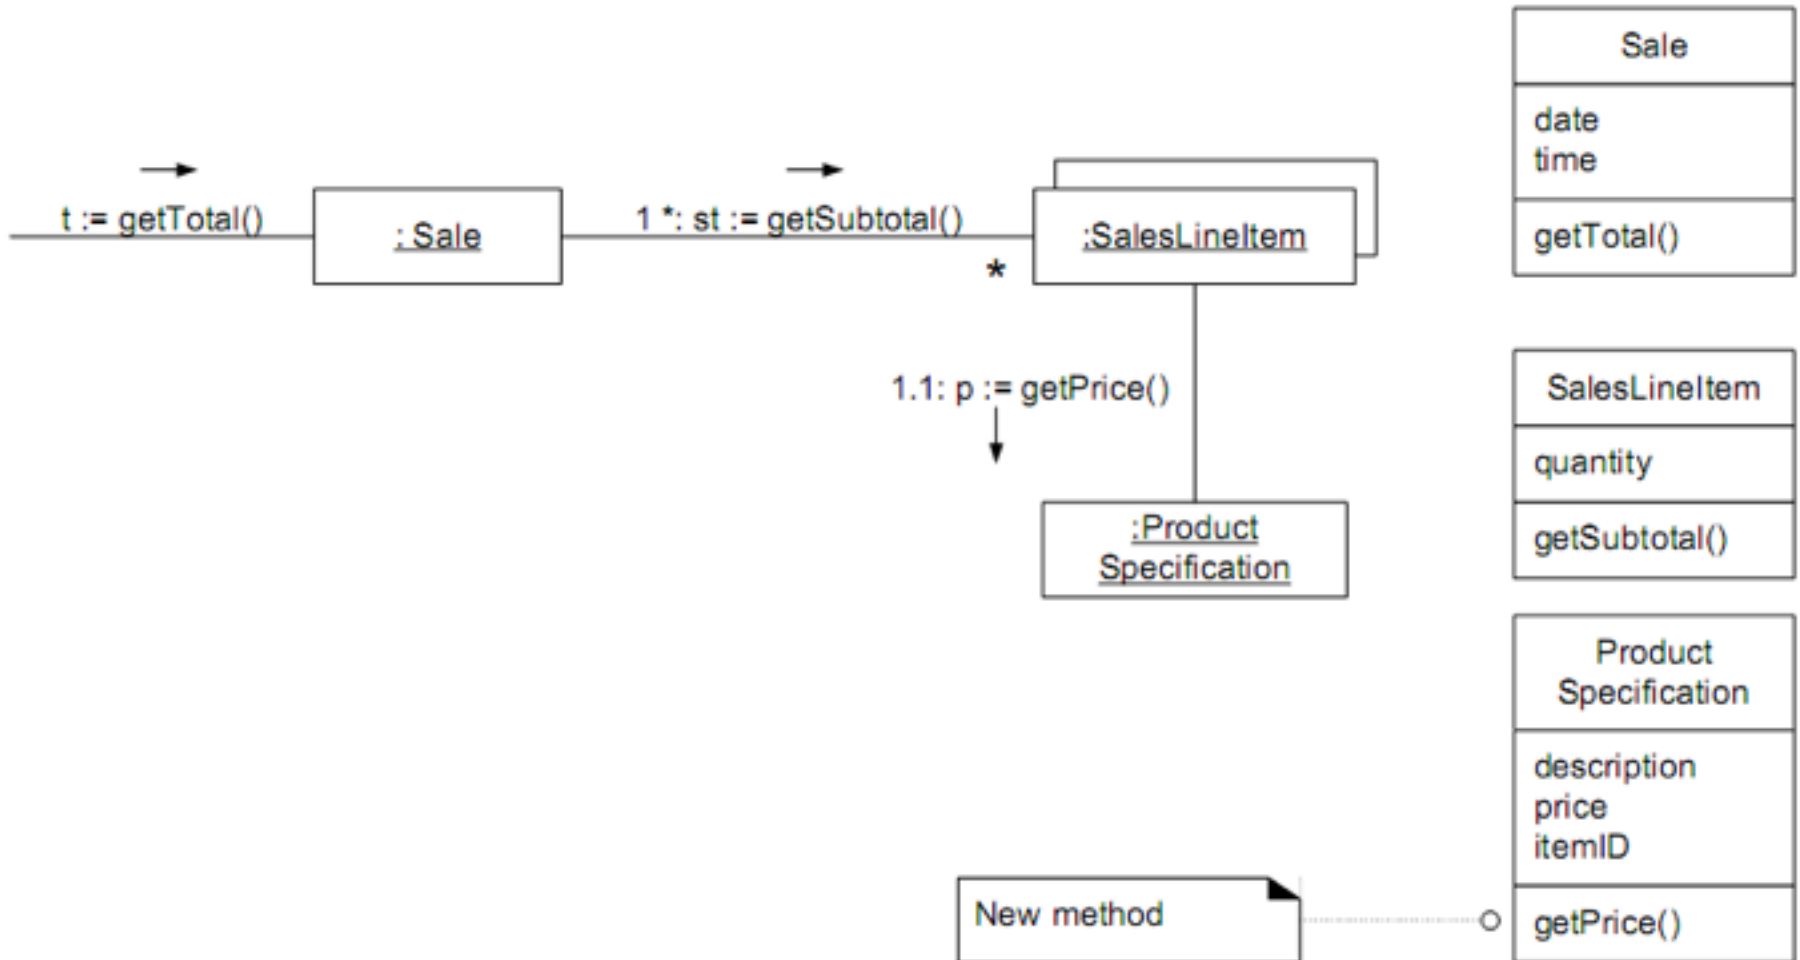 t := getTotal()
: Sale
1 *: st := getSubtotal()
*
:SalesLineItem
1.1: p := getPrice()
:Product
Specification
New method
Sale
date
time
getTotal()
SalesLineItem
quantity
getSubtotal()
Product
Specification
description
price
itemID
getPrice()